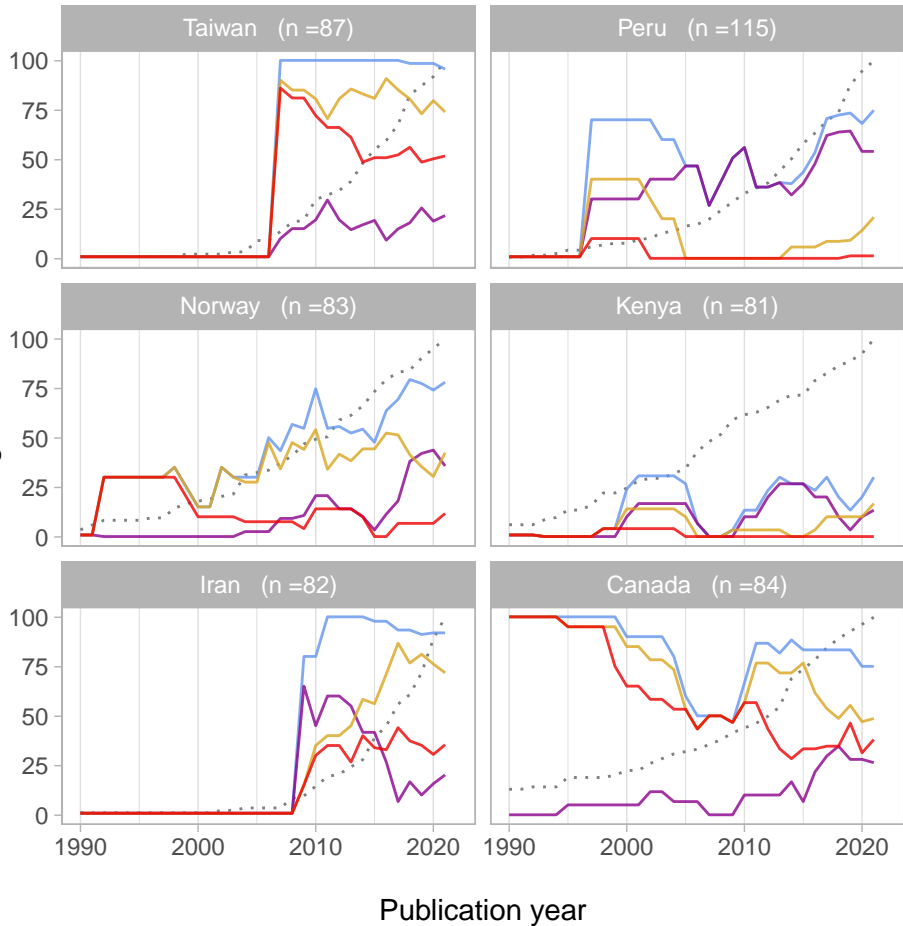 Taiwan (n =87)
Peru (n =115)
100
75
50
25
0
Norway (n =83)
Kenya (n =81)
100
75
50
25
0
Iran (n =82)
Canada (n =84)
100
75
50
25
0
1990 2000 2010 2020
1990 2000 2010 2020
Publication year